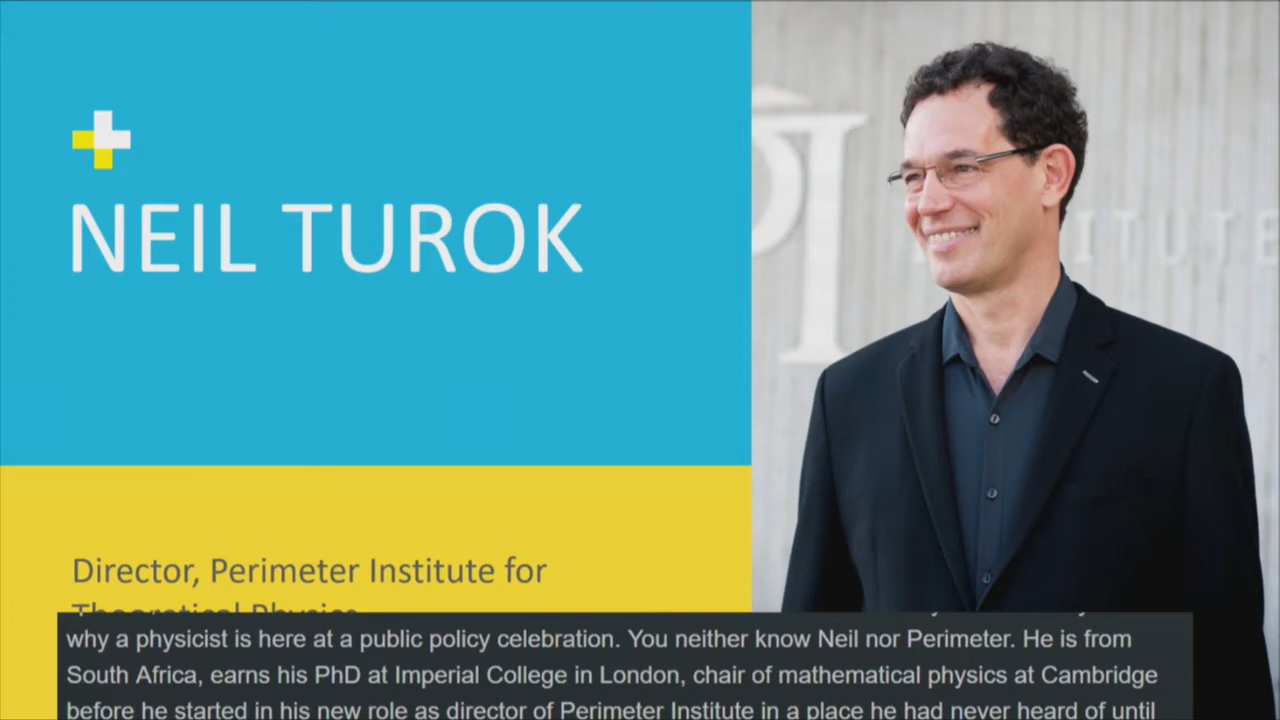 NEIL TUROK
ITUTE
Director, Perimeter Institute for
Theoretical Physics
why a physicist is here at a public policy celebration. You neither know Neil nor Perimeter. He is from
South Africa, earns his PhD at Imperial College in London, chair of mathematical physics at Cambridge
before he started in his new role as director of Perimeter Institute in a place he had never heard of until